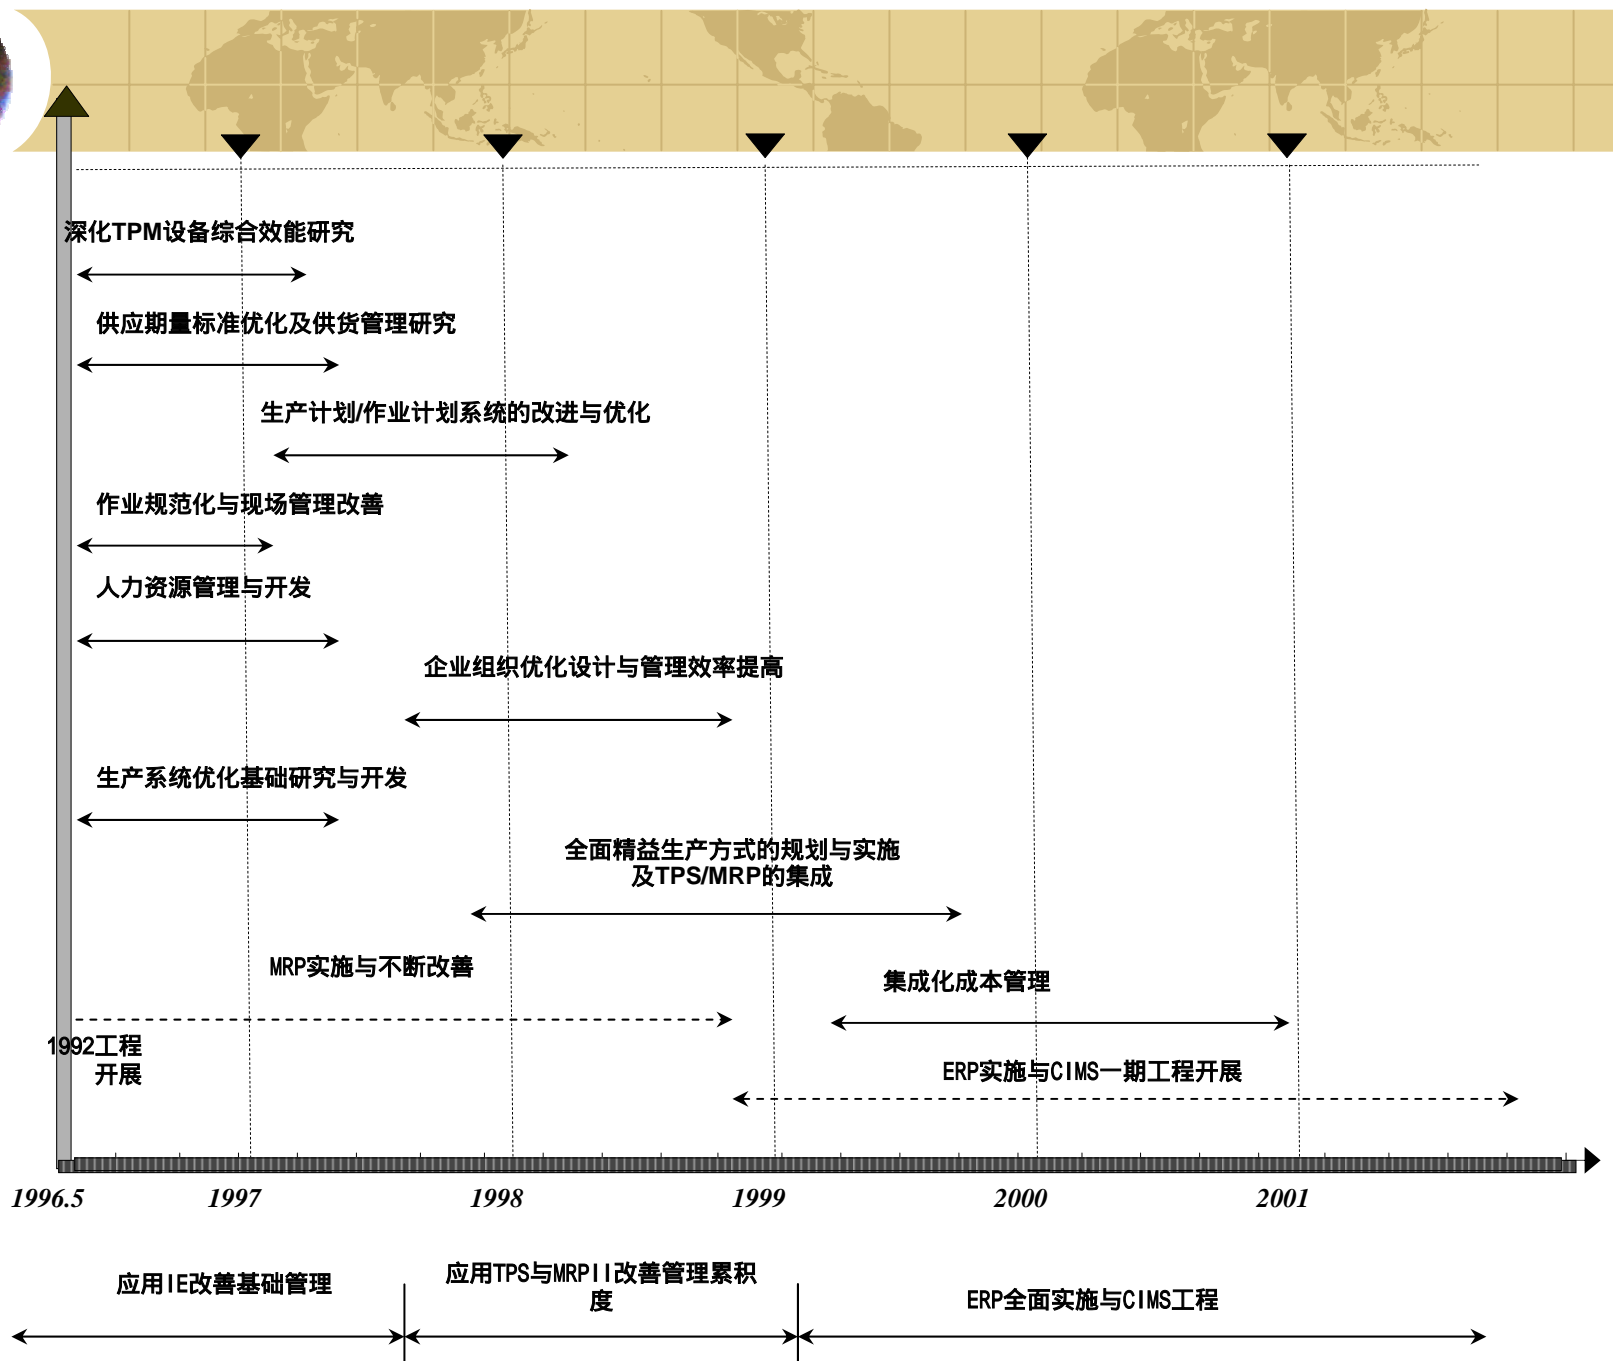 深化TPM设备综合效能研究
供应期量标准优化及供货管理研究
生产计划/作业计划系统的改进与优化
作业规范化与现场管理改善
人力资源管理与开发
企业组织优化设计与管理效率提高
生产系统优化基础研究与开发
全面精益生产方式的规划与实施
及TPS/MRP的集成
MRP实施与不断改善
集成化成本管理
1992工程
开展
ERP实施与CIMS一期工程开展
1996.5
1997
1998
1999
2000
2001
应用IE改善基础管理
应用TPS与MRPII改善管理累积
度
ERP全面实施与CIMS工程